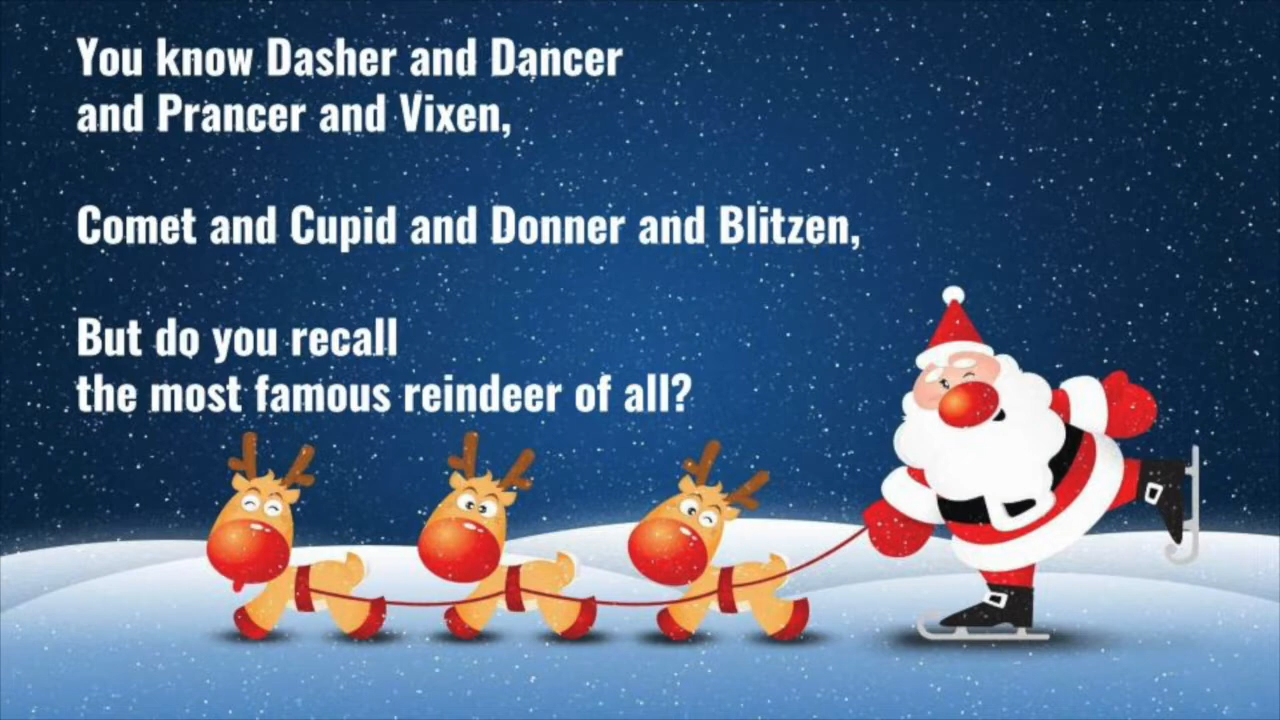 You know Dasher and Dancer
and Prancer and Vixen,
Comet and Cupid and Donner and Blitzen,
But do you recall
the most famous reindeer of all?